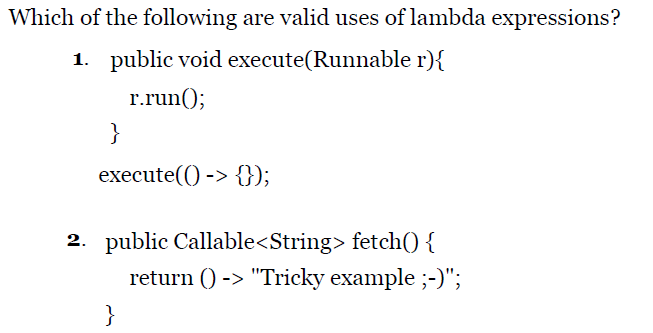 Which of the following are valid uses of lambda expressions?
1. public void execute(Runnable r){
r.run();
}
execute(() -> {});
2. public Callable<String> fetch() {
return () -> "Tricky example ;-)";
}